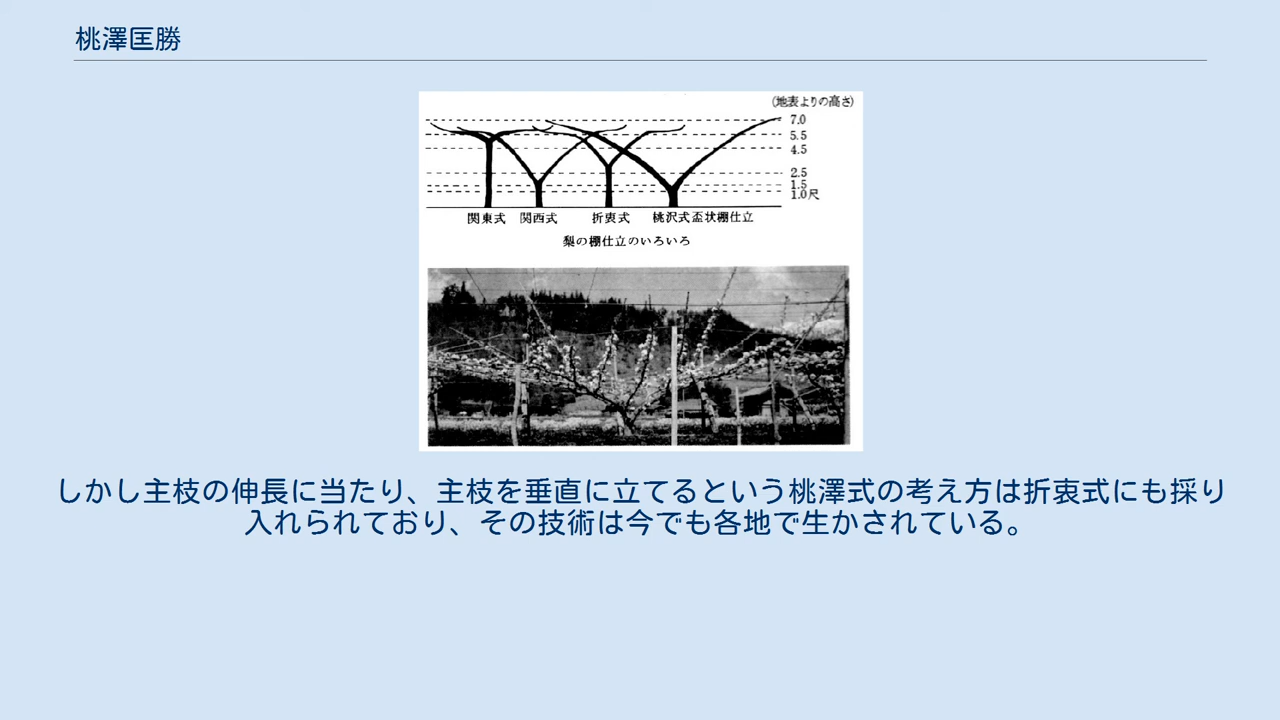 桃澤匡勝
(地表よりの高さ)
7.0
5.5
4.5
2.5
1.5
1.0尺
関東式 関西式 折衷式 桃沢式盃状棚仕立
梨の棚仕立のいろいろ
しかし主枝の伸長に当たり、主枝を垂直に立てるという桃澤式の考え方は折衷式にも採り
入れられており、その技術は今でも各地で生かされている。